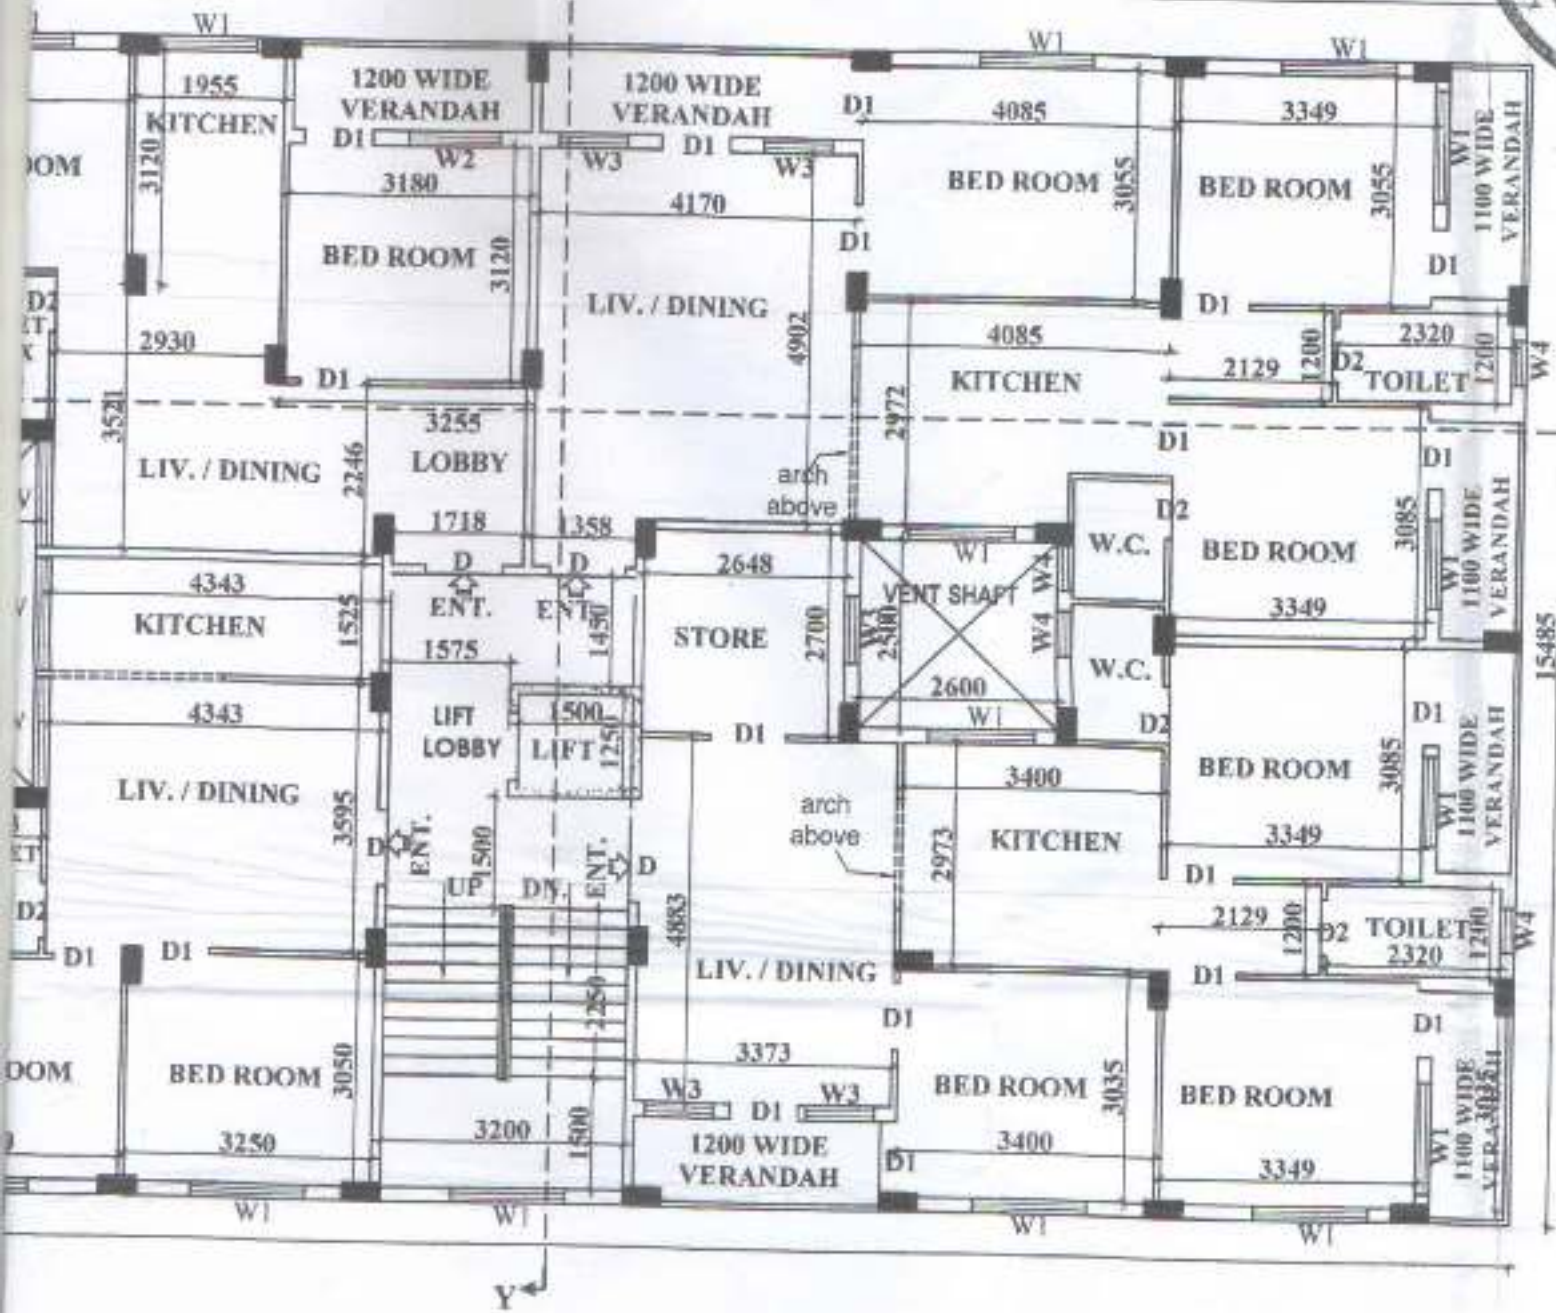 W1
W1
W1
1955
KITCHEN
3120
1200 WIDE
VERANDAH
D1
W2
1200 WIDE
VERANDAH
W3
D1
W3
D1
4085
BED ROOM
3055
3349
BED ROOM
3055
W1
1100 WIDE
VERANDAH
D1
OOM
3180
BED ROOM
3120
4170
D1
LIV. / DINING
4902
D2
ET
2930
D1
3521
LIV. / DINING
2246
3255
LOBBY
1718
1358
D
D
ENT.
ENT.
1450
4085
KITCHEN
2972
arch
above
D1
2129
1200
D2
2320
TOILET
1200
W4
D1
D1
BED ROOM
3085
3349
W1
1100 WIDE
VERANDAH
W.C.
D2
W1
VENT SHAFT
W4
W4
W3
2500
2600
W1
W.C.
D2
15485
4343
KITCHEN
1525
1575
2648
STORE
2700
D1
4343
LIV. / DINING
3595
LIFT
LOBBY
1500
LIFT
1250
D
ENT.
1500
UP
DN.
ENT.
D
arch
above
3400
KITCHEN
2973
D1
BED ROOM
3085
3349
D1
W1
1100 WIDE
VERANDAH
ET
D2
D1
D1
4883
LIV. / DINING
2129
1200
D2
TOILET
2320
1200
W4
D1
OOM
BED ROOM
3050
3250
2250
3200
1500
3373
D1
W3
D1
W3
1200 WIDE
VERANDAH
D1
BED ROOM
3035
3400
BED ROOM
3349
D1
W1
1100 WIDE
VERANDAH
3035
W1
W1
W1
W1
Y